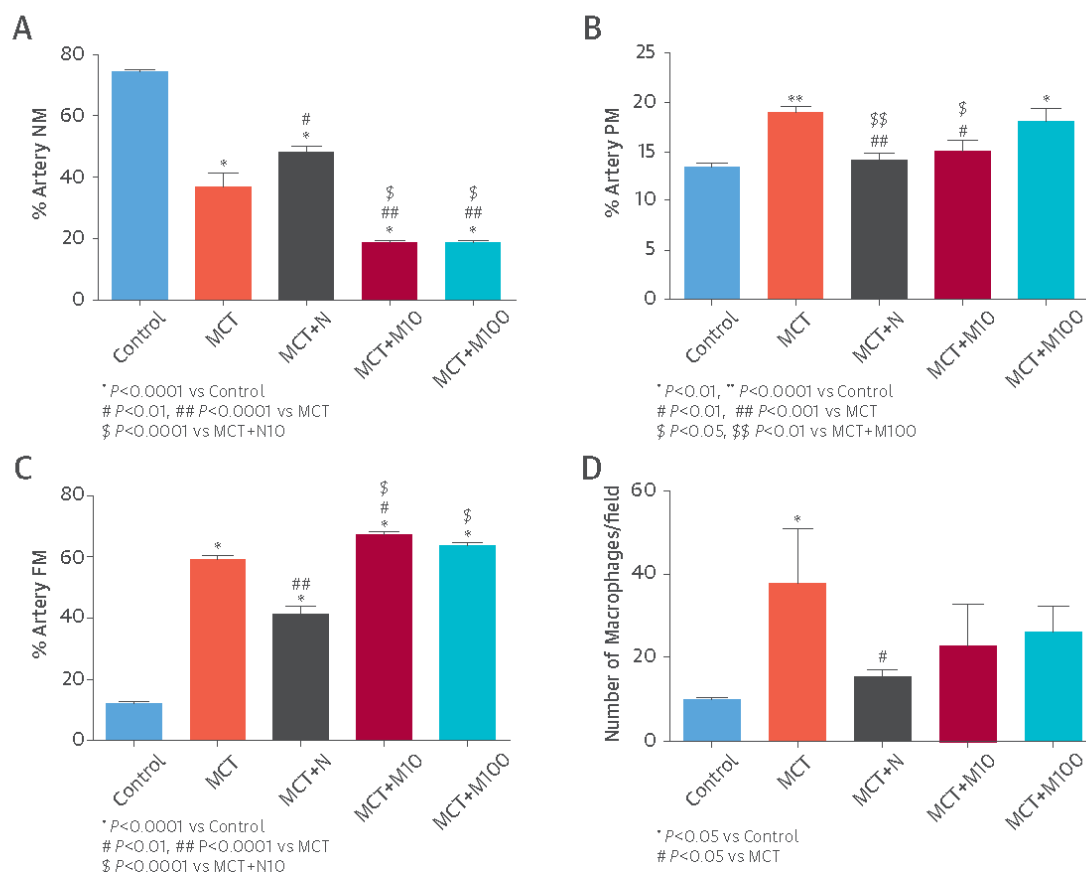 A
% Artery NM
80
60
40
20
0
#
*
*
$
##
*
$
##
*
Control
MCT
MCT+N
MCT+M10
MCT+M100
* P<0.0001 vs Control
# P<0.01, ## P<0.0001 vs MCT
$ P<0.0001 vs MCT+N10
B
% Artery PM
25
20
15
10
5
0
**
$$
##
$
#
*
Control
MCT
MCT+N
MCT+M10
MCT+M100
* P<0.01, ** P<0.0001 vs Control
# P<0.01, ## P<0.001 vs MCT
$ P<0.05, $$ P<0.01 vs MCT+M100
C
% Artery FM
80
60
40
20
0
*
##
*
$
#
*
$
*
Control
MCT
MCT+N
MCT+M10
MCT+M100
* P<0.0001 vs Control
# P<0.01, ## P<0.0001 vs MCT
$ P<0.0001 vs MCT+N10
D
Number of Macrophages/field
60
40
20
0
*
#
Control
MCT
MCT+N
MCT+M10
MCT+M100
* P<0.05 vs Control
# P<0.05 vs MCT